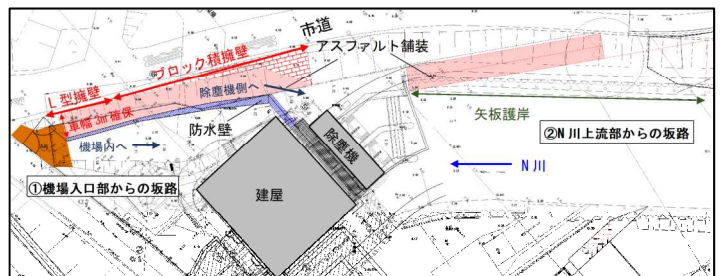 市道
ブロック積擁壁
アスファルト舗装
L型擁壁
除塵機側へ
車幅3m確保
防水壁
除塵機
矢板護岸
機場内へ
②N川上流部からの坂路
①機場入口部からの坂路
建屋
N川